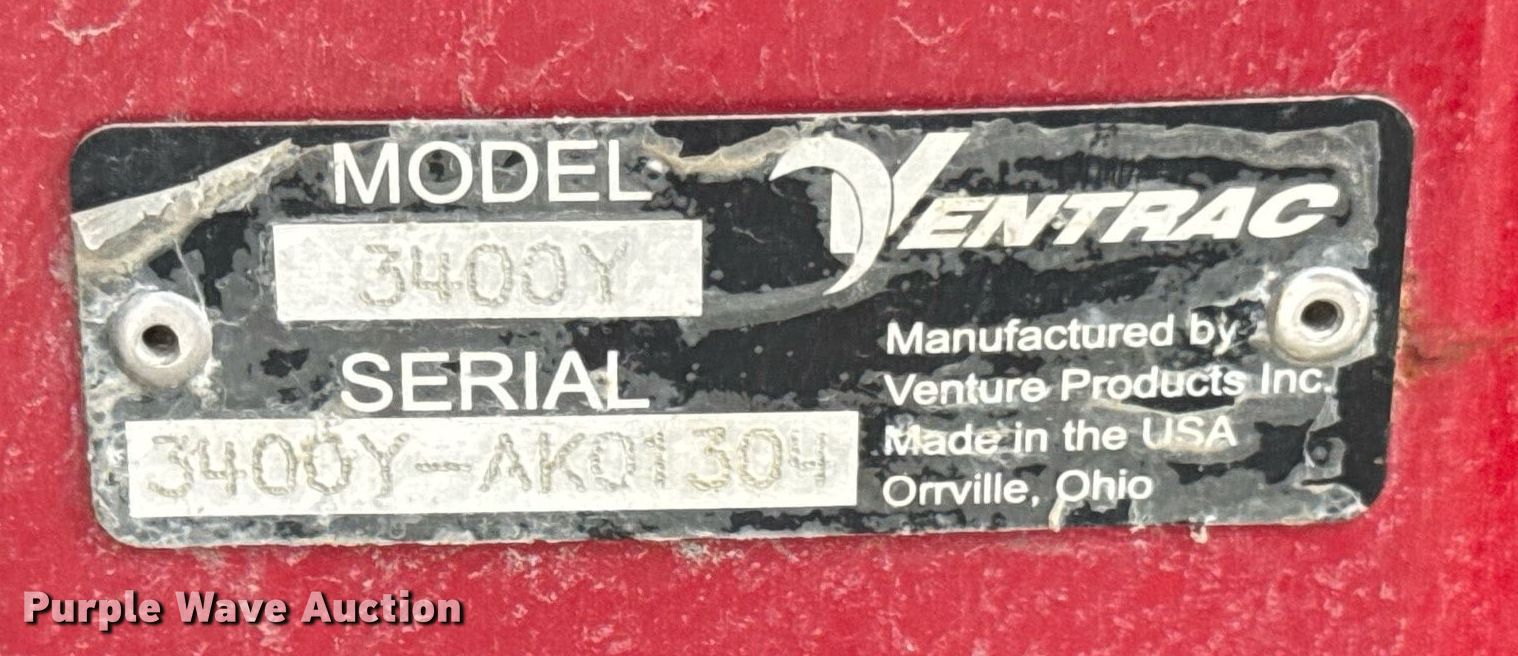 MODEL
3400Y
SERIAL
3400Y-AK01304
VENTRAC
Manufactured by
Venture Products Inc.
Made in the USA
Orrville, Ohio
Purple Wave Auction